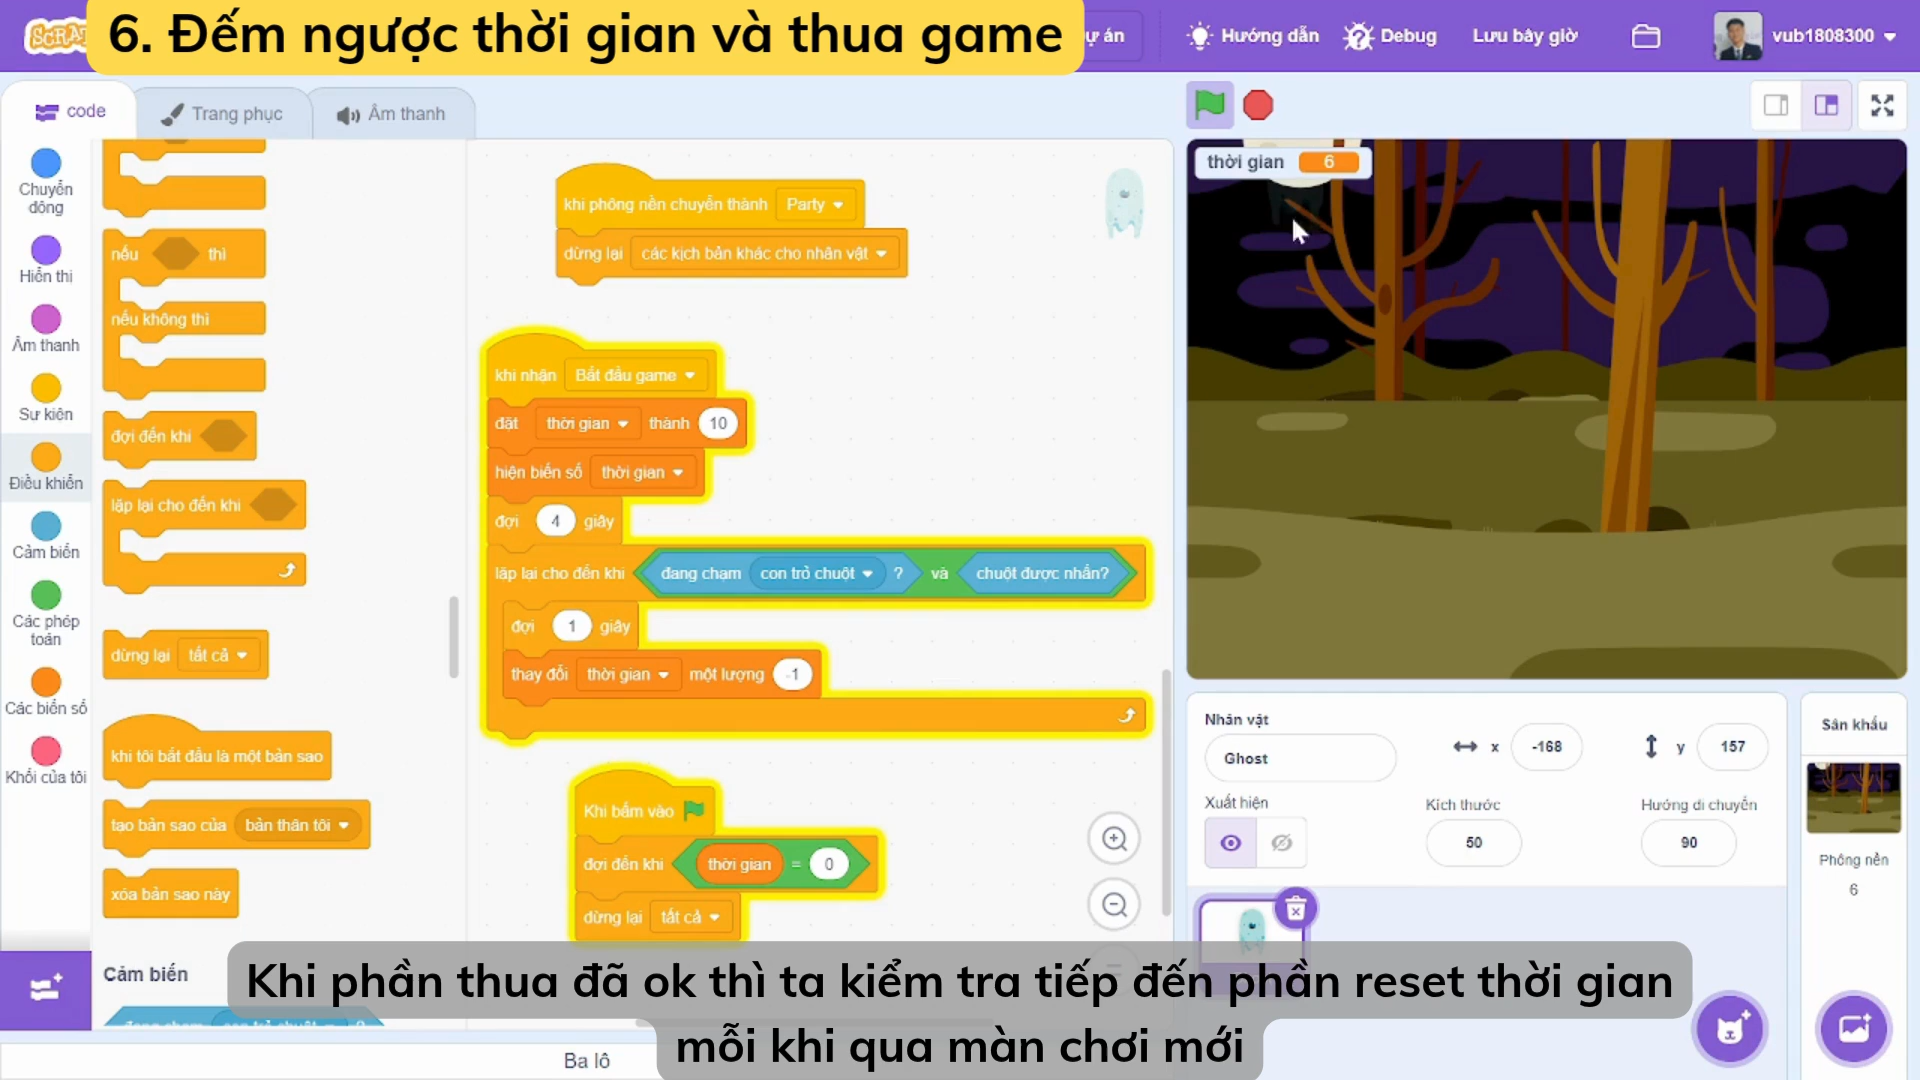 SCRAT
6. Đếm ngược thời gian và thua game
ự án
Hướng dẫn
Debug
Lưu bây giờ
vub1808300
code
Trang phục
Âm thanh
Chuyển động
Hiển thị
Âm thanh
Sự kiện
Điều khiển
Cảm biến
Các phép toán
Các biến số
Khối của tôi
nếu thì
nếu không thì
đợi đến khi
lặp lại cho đến khi
dừng lại tất cả
khi tôi bắt đầu là một bản sao
tạo bản sao của bản thân tôi
xóa bản sao này
Cảm biến
khi phông nền chuyển thành Party
dừng lại các kịch bản khác cho nhân vật
khi nhận Bắt đầu game
đặt thời gian thành 10
hiện biến số thời gian
đợi 4 giây
lặp lại cho đến khi đang chạm con trỏ chuột ? và chuột được nhấn?
đợi 1 giây
thay đổi thời gian một lượng -1
Khi bấm vào
đợi đến khi thời gian = 0
dừng lại tất cả
thời gian 6
Nhân vật
Ghost
x -168
y 157
Xuất hiện
Kích thước
50
Hướng di chuyển
90
Sân khấu
Phông nền
6
Khi phần thua đã ok thì ta kiểm tra tiếp đến phần reset thời gian
mỗi khi qua màn chơi mới
Ba lô